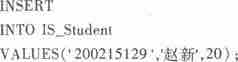 INSERT
INTO IS_Student
VALUES('200215129','赵新',20);